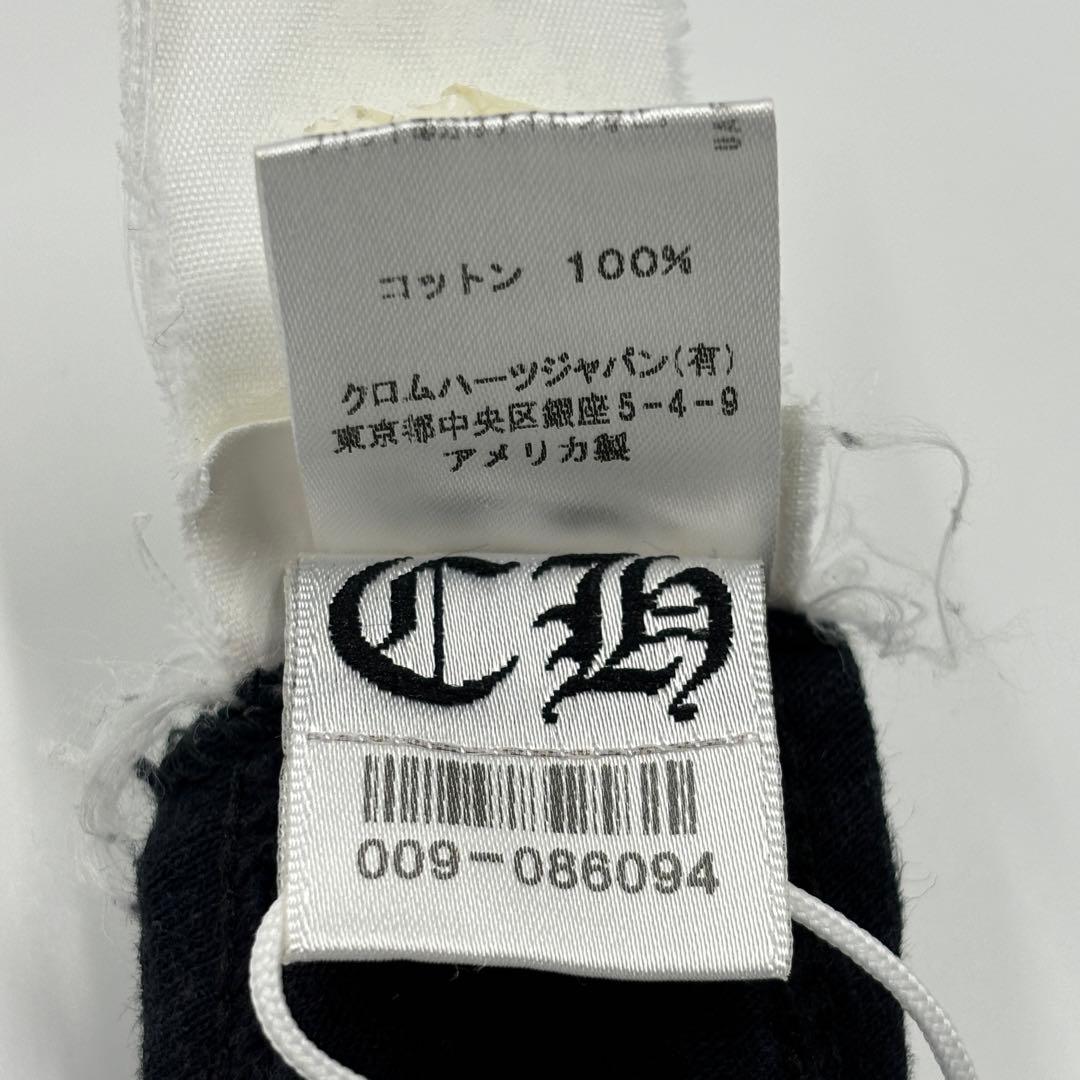 コットン 100%
クロムハーツジャパン(有)
東京都中央区銀座5-4-9
アメリカ製
CH
009-086094